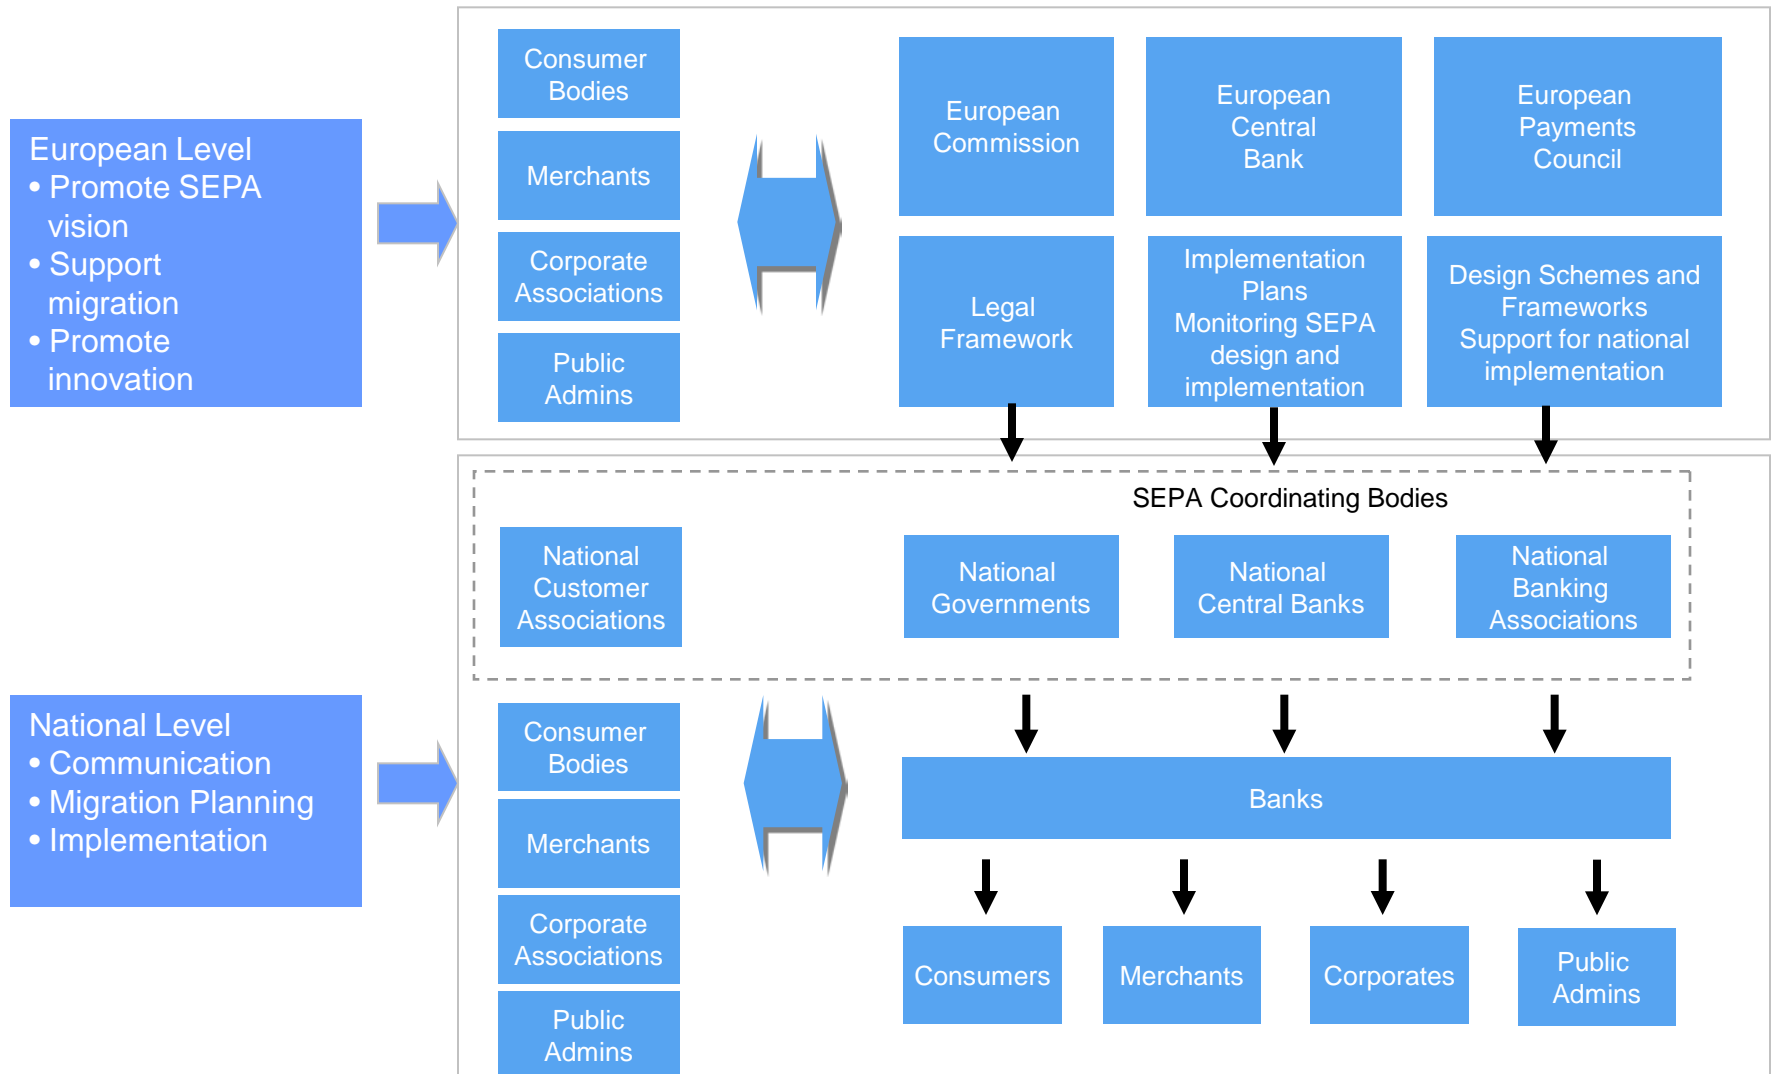 European Level
• Promote SEPA
vision
• Support
migration
• Promote
innovation
Consumer
Bodies
Merchants
Corporate
Associations
Public
Admins
European
Commission
European
Central
Bank
European
Payments
Council
Legal
Framework
Implementation
Plans
Monitoring SEPA
design and
implementation
Design Schemes and
Frameworks
Support for national
implementation
SEPA Coordinating Bodies
National
Customer
Associations
National
Governments
National
Central Banks
National
Banking
Associations
National Level
• Communication
• Migration Planning
• Implementation
Consumer
Bodies
Merchants
Corporate
Associations
Public
Admins
Banks
Consumers
Merchants
Corporates
Public
Admins